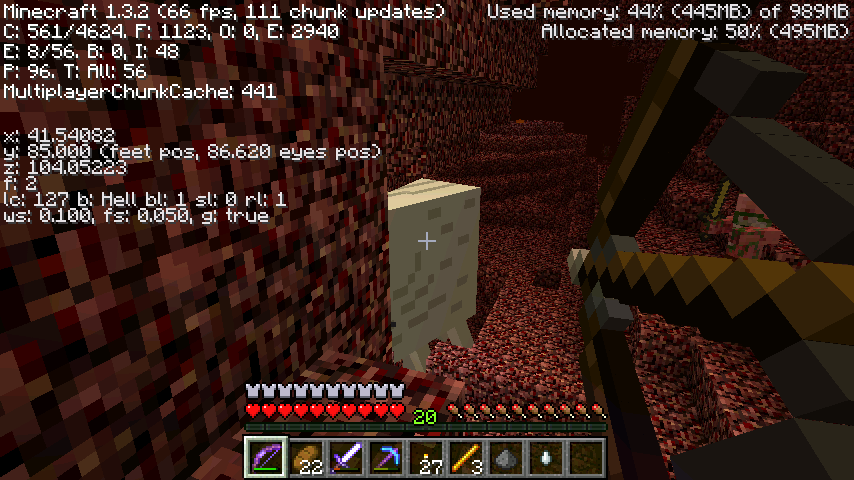 Minecraft 1.3.2 (66 fps, 111 chunk updates)
C: 561/4624. F: 1123, O: 0, E: 2940
E: 8/56. B: 0, I: 48
P: 96. T: All: 56
MultiplayerChunkCache: 441
x: 41.54082
y: 85.000 (feet pos, 86.620 eyes pos)
z: 104.05223
f: 2
lc: 127 b: Hell bl: 1 sl: 0 rl: 1
ws: 0.100, fs: 0.050, g: true
Used memory: 44% (445MB) of 989MB
Allocated memory: 50% (495MB)
20
22
27
3